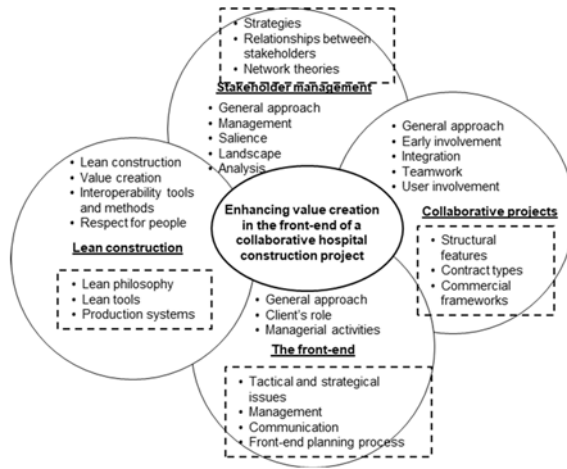 • Strategies
• Relationships between
stakeholders
• Network theories
Stakeholder management
• General approach
• Management
• Salience
• Landscape
• Analysis
• Lean construction
• Value creation
• Interoperability tools
and methods
• Respect for people
Lean construction
• Lean philosophy
• Lean tools
• Production systems
Enhancing value creation
in the front-end of a
collaborative hospital
construction project
• General approach
• Early involvement
• Integration
• Teamwork
• User involvement
Collaborative projects
• Structural
features
• Contract types
• Commercial
frameworks
• General approach
• Client's role
• Managerial activities
The front-end
• Tactical and strategical
issues
• Management
• Communication
• Front-end planning process